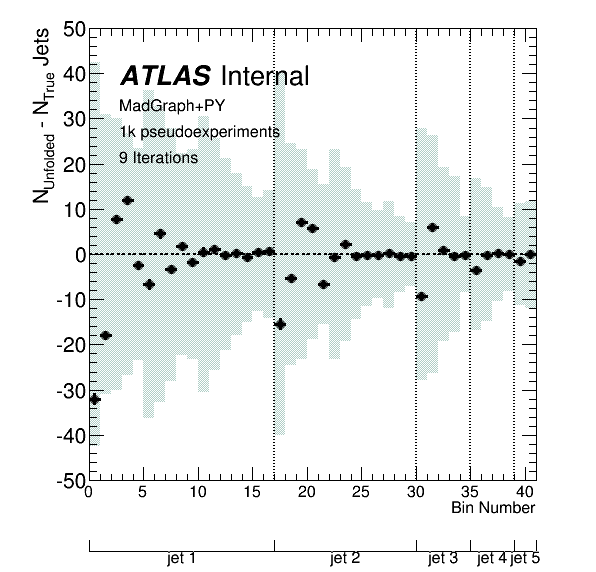 N_Unfolded - N_True Jets
50
40
30
20
10
0
-10
-20
-30
-40
-50
ATLAS Internal
MadGraph+PY
1k pseudoexperiments
9 Iterations
0 5 10 15 20 25 30 35 40
Bin Number
jet 1 jet 2 jet 3 jet 4 jet 5